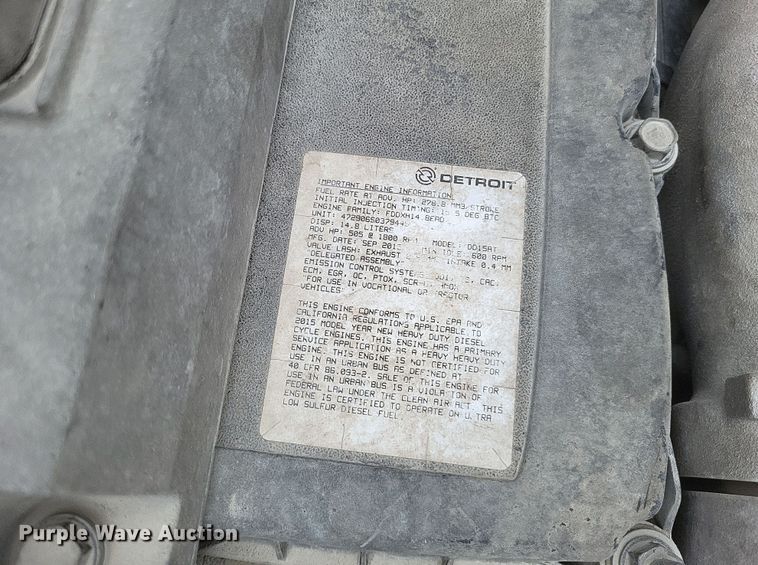 DETROIT
IMPORTANT ENGINE INFORMATION
FUEL RATE AT ADV. HP: 278.8 MM3/STROKE
INITIAL INJECTION TIMING: 5 DEG BTC
ENGINE FAMILY: FDDXH14.8EAD
UNIT: 472906S03794
DISP: 14.8 LITERS
ADV HP: 505 @ 1800 RPM MODEL: DD15AT
MFG. DATE: SEP 201 MIN IDLE: 600 RPM
VALVE LASH: EXHAUST INTAKE 0.4 MM
"DELEGATED ASSEMBLY"
EMISSION CONTROL SYSTEMS: CAC,
ECM, EGR, OC, PTOX, SCR
"FOR USE IN VOCATIONAL OR TRACTOR
VEHICLES"
THIS ENGINE CONFORMS TO U.S. EPA AND
CALIFORNIA REGULATIONS APPLICABLE TO
2015 MODEL YEAR NEW HEAVY DUTY DIESEL
CYCLE ENGINES. THIS ENGINE HAS A PRIMARY
SERVICE APPLICATION AS A HEAVY HEAVY DUTY
ENGINE. THIS ENGINE IS NOT CERTIFIED FOR
USE IN AN URBAN BUS AS DEFINED AT
40 CFR 86.093-2. SALE OF THIS ENGINE FOR
USE IN AN URBAN BUS IS A VIOLATION OF
FEDERAL LAW UNDER THE CLEAN AIR ACT. THIS
ENGINE IS CERTIFIED TO OPERATE ON ULTRA
LOW SULFUR DIESEL FUEL.
Purple Wave Auction